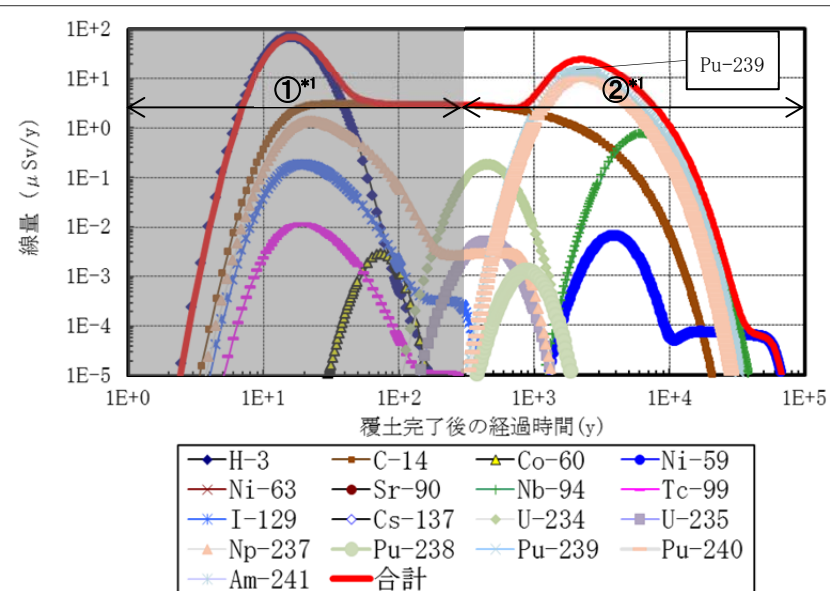 1E+2
1E+1
1E+0
1E-1
1E-2
1E-3
1E-4
1E-5
線量 (μSv/y)
①*1
②*1
Pu-239
1E+0 1E+1 1E+2 1E+3 1E+4 1E+5
覆土完了後の経過時間(y)
H-3 C-14 Co-60 Ni-59
Ni-63 Sr-90 Nb-94 Tc-99
I-129 Cs-137 U-234 U-235
Np-237 Pu-238 Pu-239 Pu-240
Am-241 合計